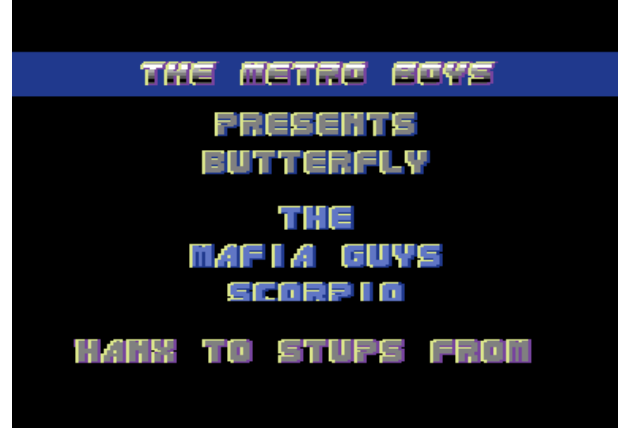 THE METRO BOYS
PRESENTS
BUTTERFLY
THE
MAFIA GUYS
SCORPIO
HANX TO STUPS FROM